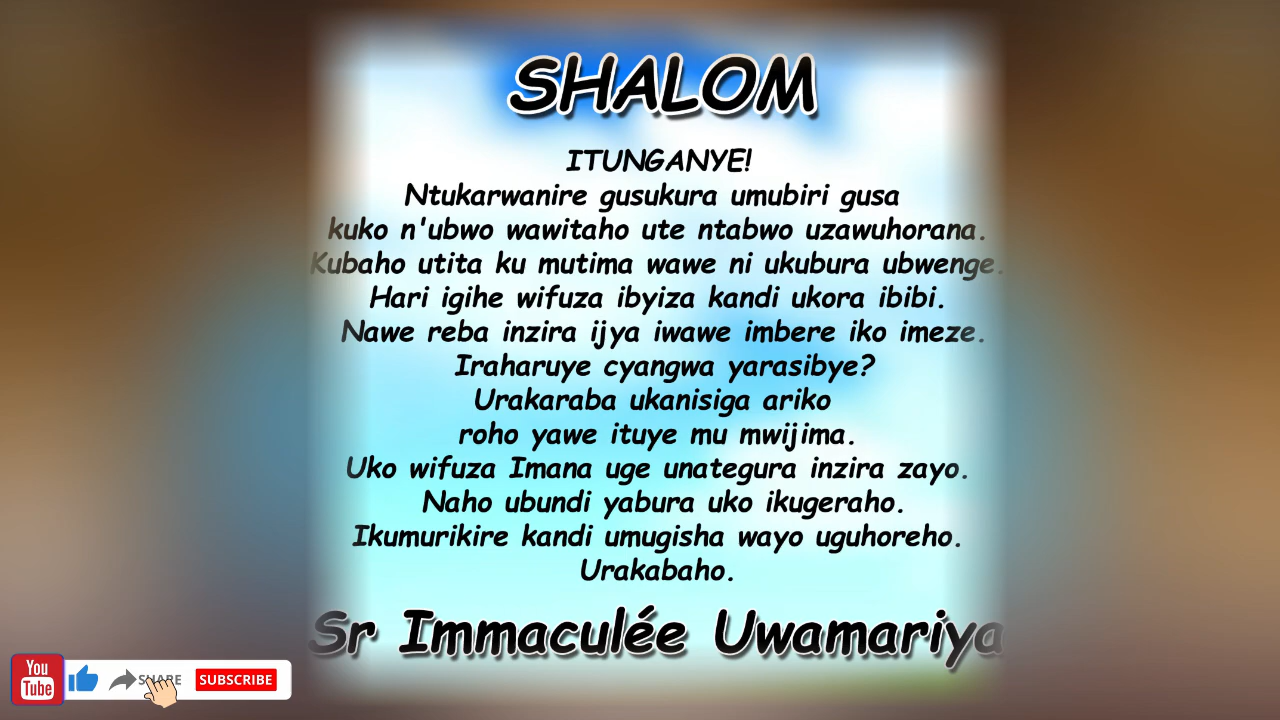 SHALOM
ITUNGANYE!
Ntukarwanire gusukura umubiri gusa
kuko n'ubwo wawitaho ute ntabwo uzawuhorana.
Kubaho utita ku mutima wawe ni ukubura ubwenge.
Hari igihe wifuza ibyiza kandi ukora ibibi.
Nawe reba inzira ijya iwawe imbere iko imeze.
Iraharuye cyangwa yarasibye?
Urakaraba ukanisiga ariko
roho yawe ituye mu mwijima.
Uko wifuza Imana uge unategura inzira zayo.
Naho ubundi yabura uko ikugeraho.
Ikumurikire kandi umugisha wayo uguhoreho.
Urakabaho.
Sr Immaculée Uwamariya
You
Tube
SHARE
SUBSCRIBE